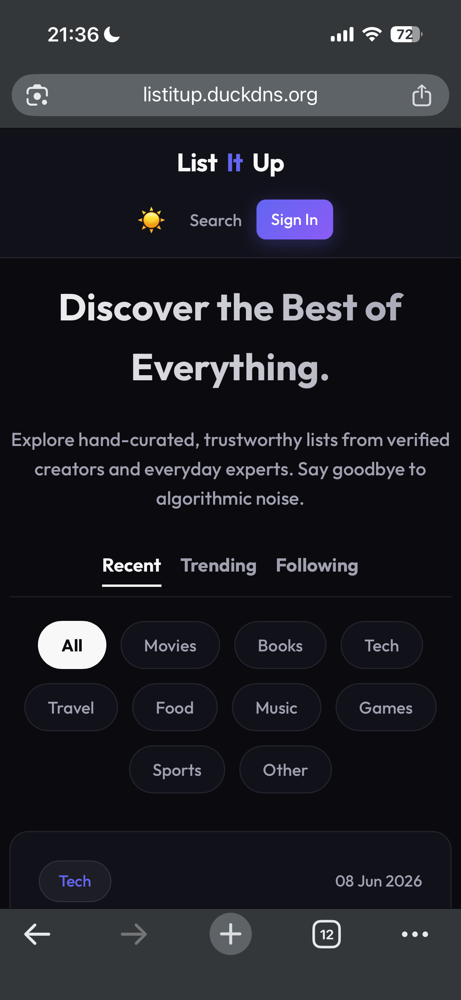 21:36
72
listitup.duckdns.org
List It Up
Search
Sign In
Discover the Best of
Everything.
Explore hand-curated, trustworthy lists from verified
creators and everyday experts. Say goodbye to
algorithmic noise.
Recent Trending Following
All Movies Books Tech
Travel Food Music Games
Sports Other
Tech 08 Jun 2026
12